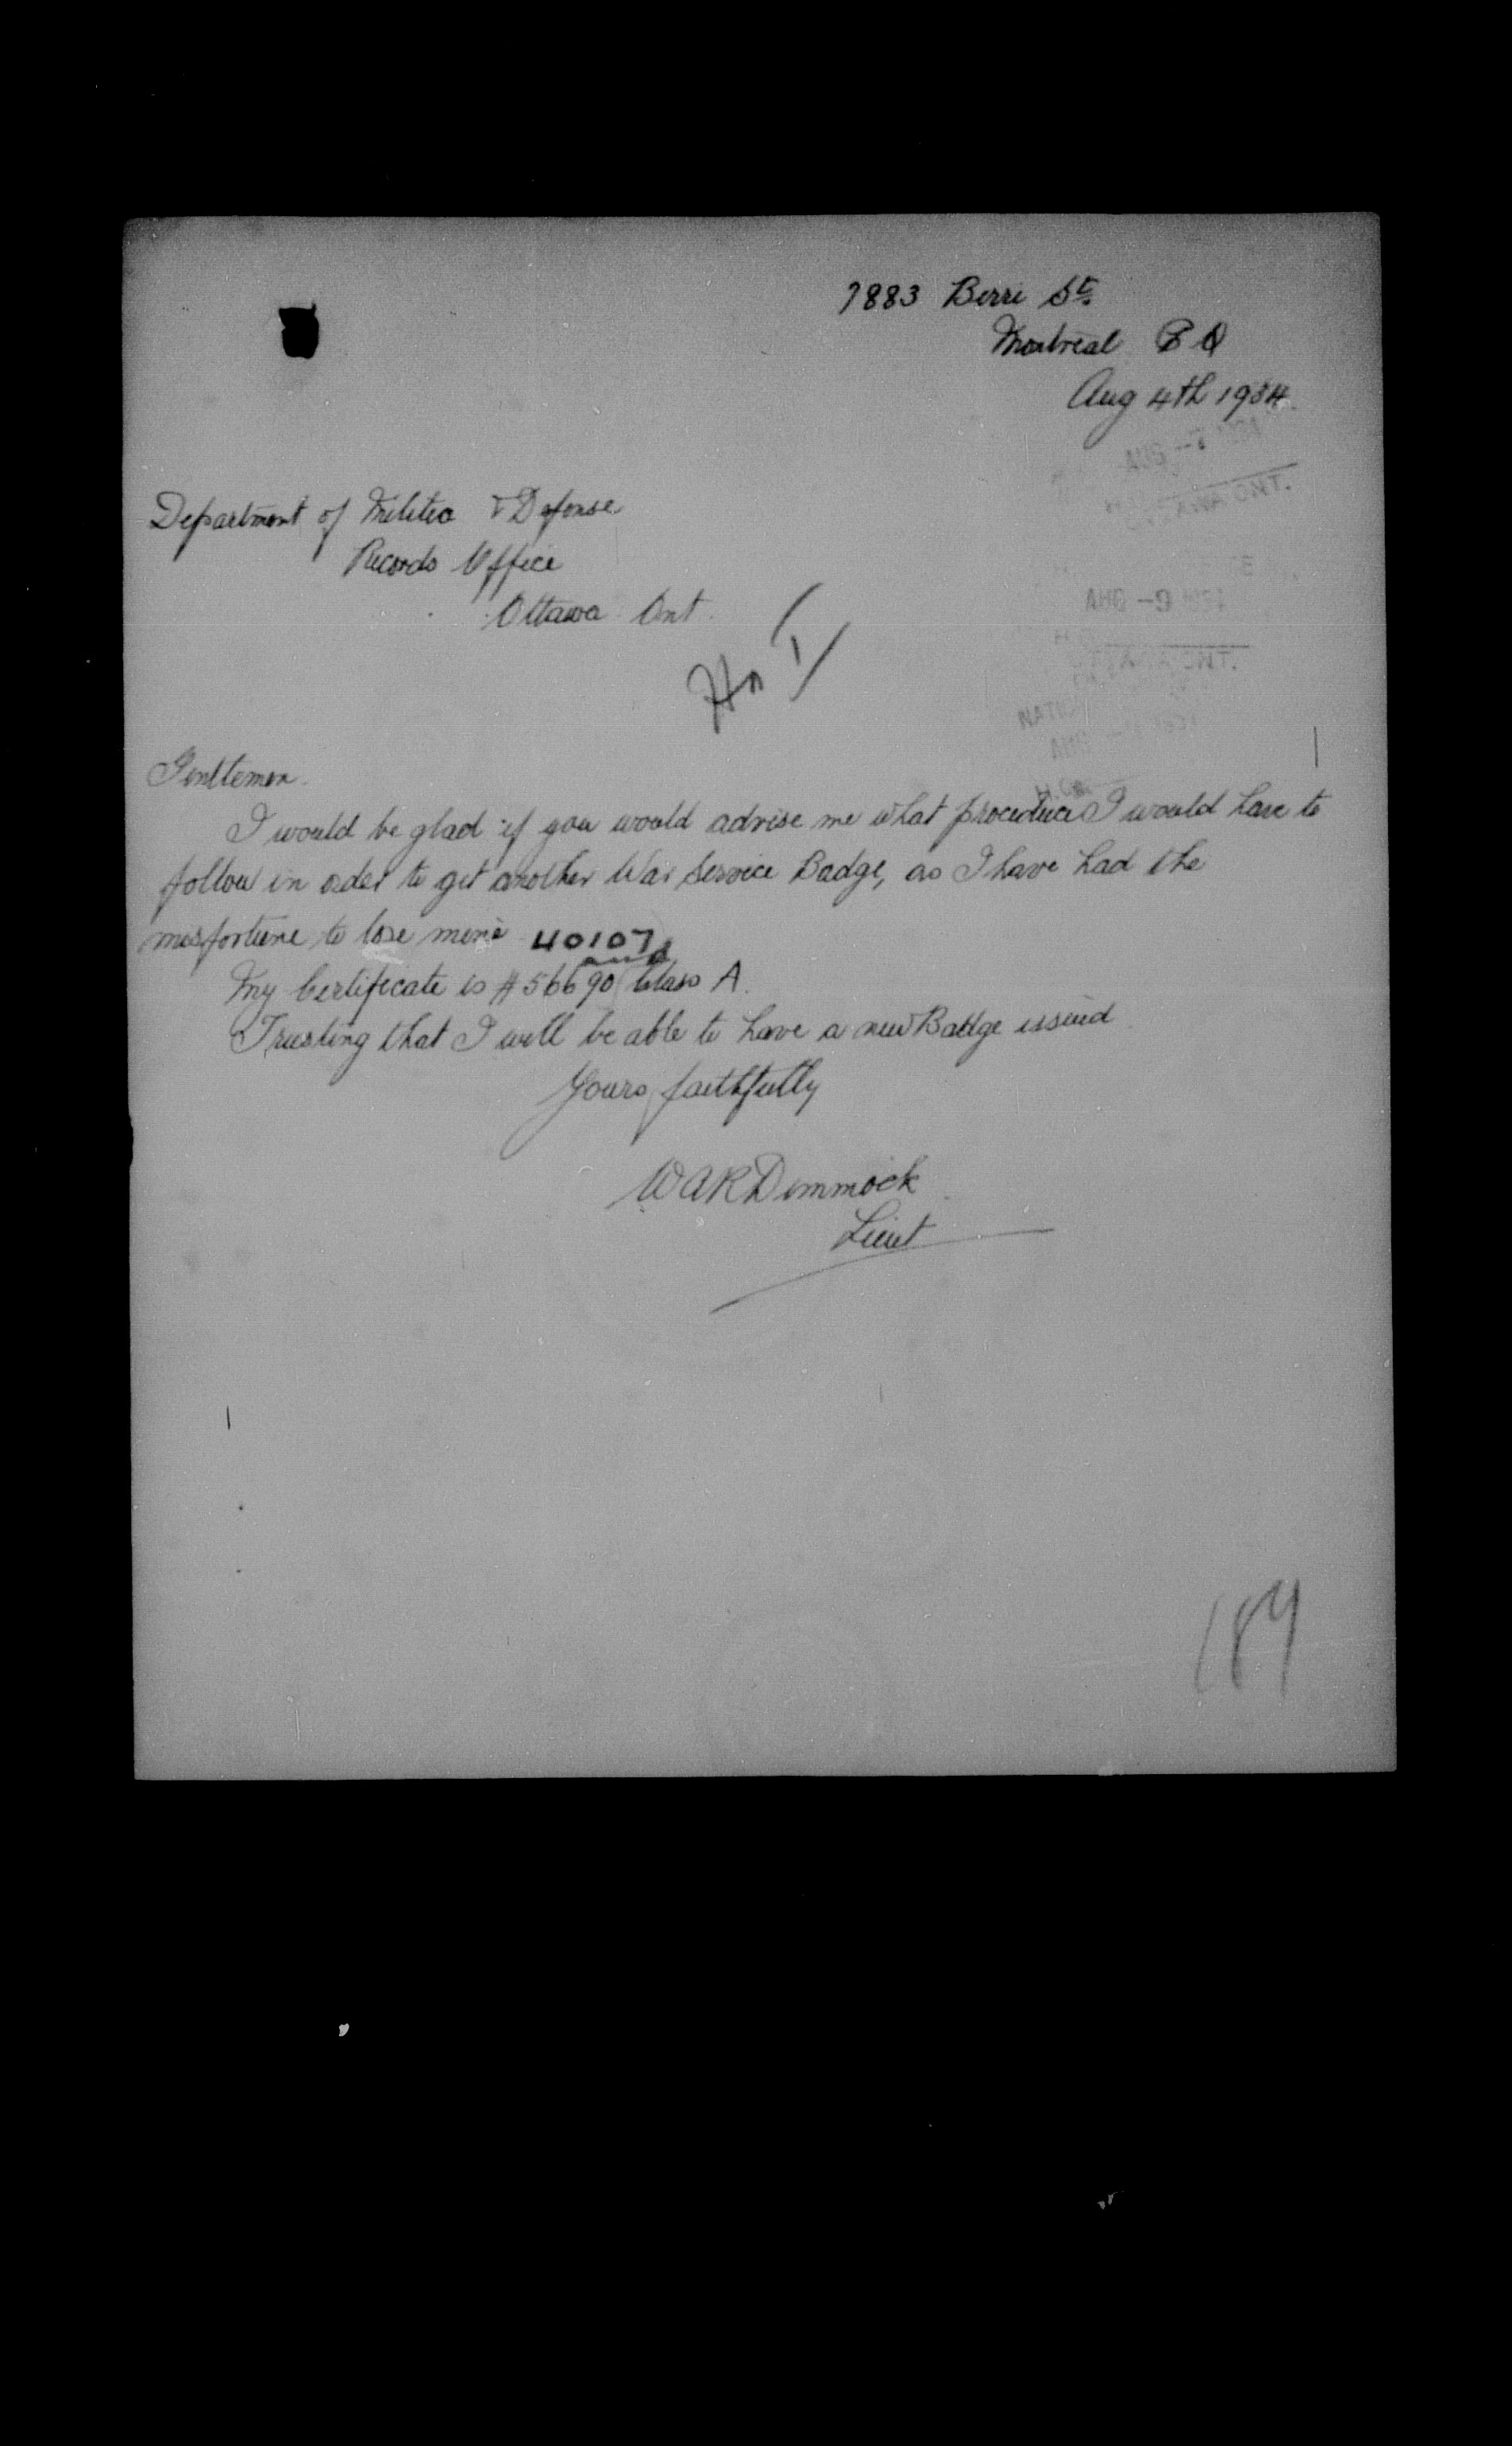 7883 Berri St.
Montreal P Q
Aug 4th 1934
Department of Militia & Defense
Records Office
Ottawa Ont.
Gentlemen.
I would be glad if you would advise me what procedure I would have to
follow in order to get another War Service Badge, as I have had the
misfortune to lose mine 40107
My Certificate is #56690 Class A.
Trusting that I will be able to have a new Badge issued
Yours faithfully
W A R Dimmock
Lieut
189